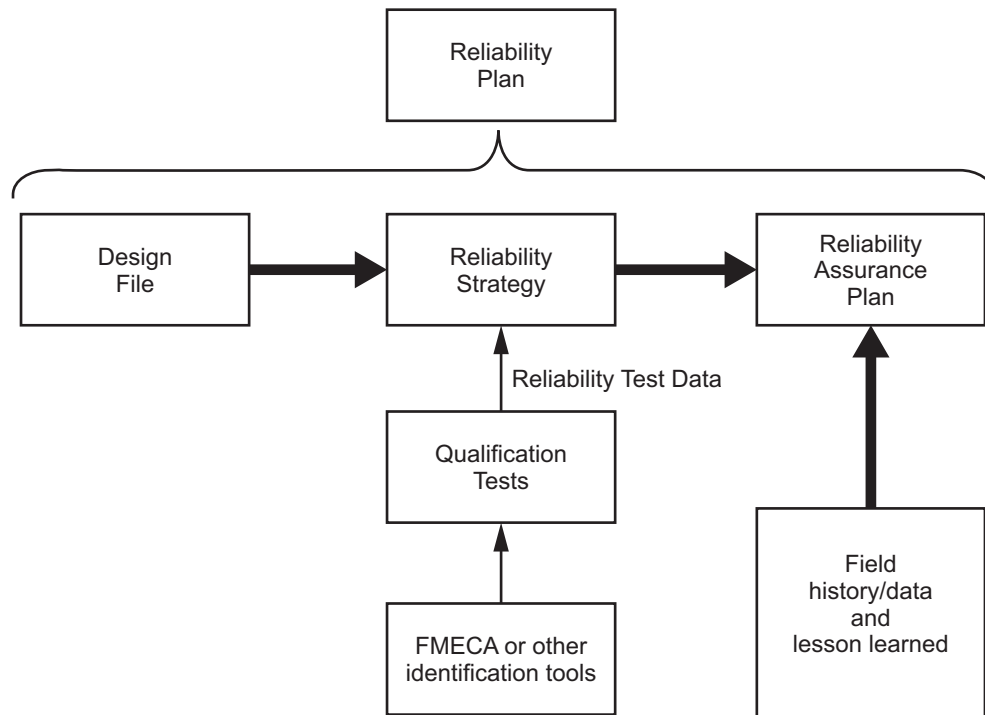 Reliability
Plan
Design
File
Reliability
Strategy
Reliability
Assurance
Plan
Reliability Test Data
Qualification
Tests
FMECA or other
identification tools
Field
history/data
and
lesson learned